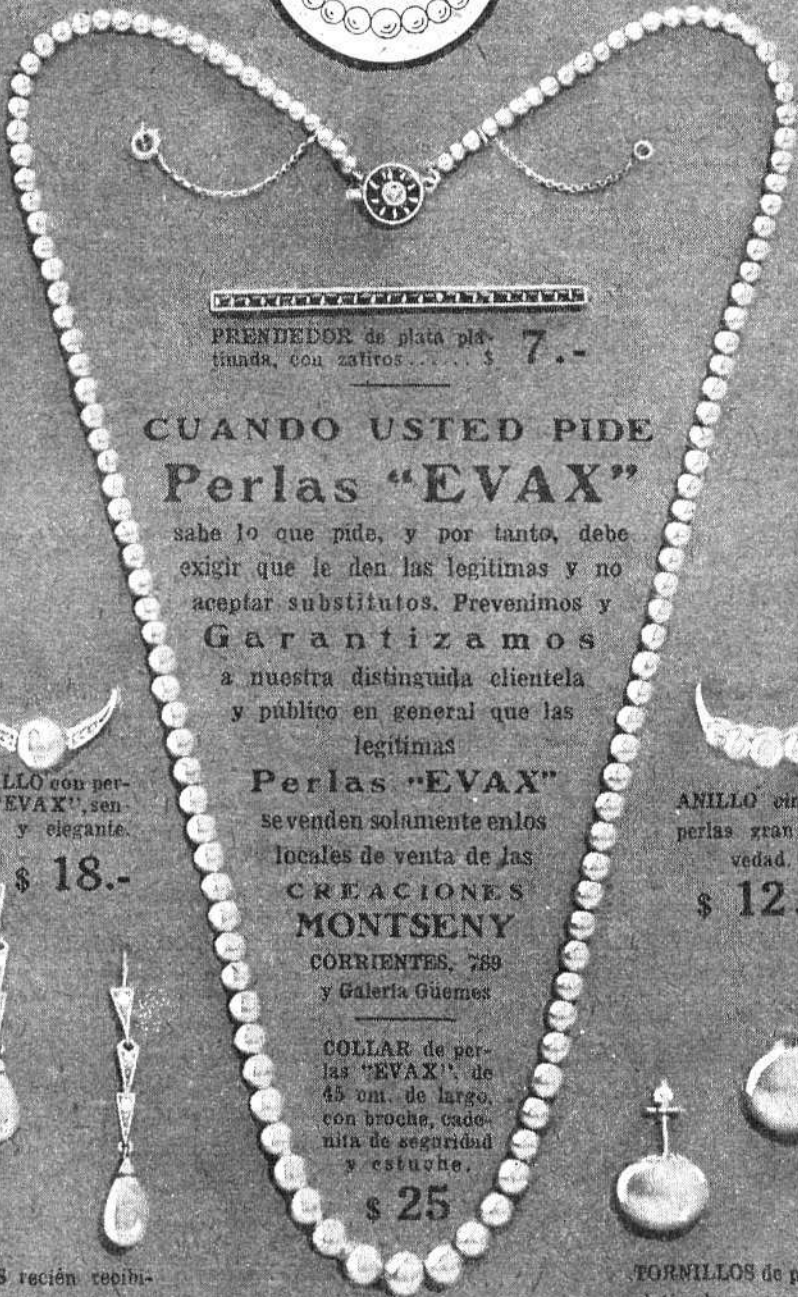 PRENDEDOR de plata pla-
tinada, con zafiros...... $ 7.-
CUANDO USTED PIDE
Perlas "EVAX"
sabe lo que pide, y por tanto, debe
exigir que le den las legitimas y no
aceptar substitutos. Prevenimos y
Garantizamos
a nuestra distinguida clientela
y público en general que las
legítimas
Perlas "EVAX"
se venden solamente en los
locales de venta de las
CREACIONES
MONTSENY
CORRIENTES, 789
y Galería Güemes
COLLAR de per-
las "EVAX", de
45 cm. de largo,
con broche, cade-
nita de seguridad
y estuche.
$ 25
LLO con per-
"EVAX", sen-
y elegante.
$ 18.-
ANILLO
perlas gran
vedad.
$ 12.
S recién recibi-
TORNILLOS de p